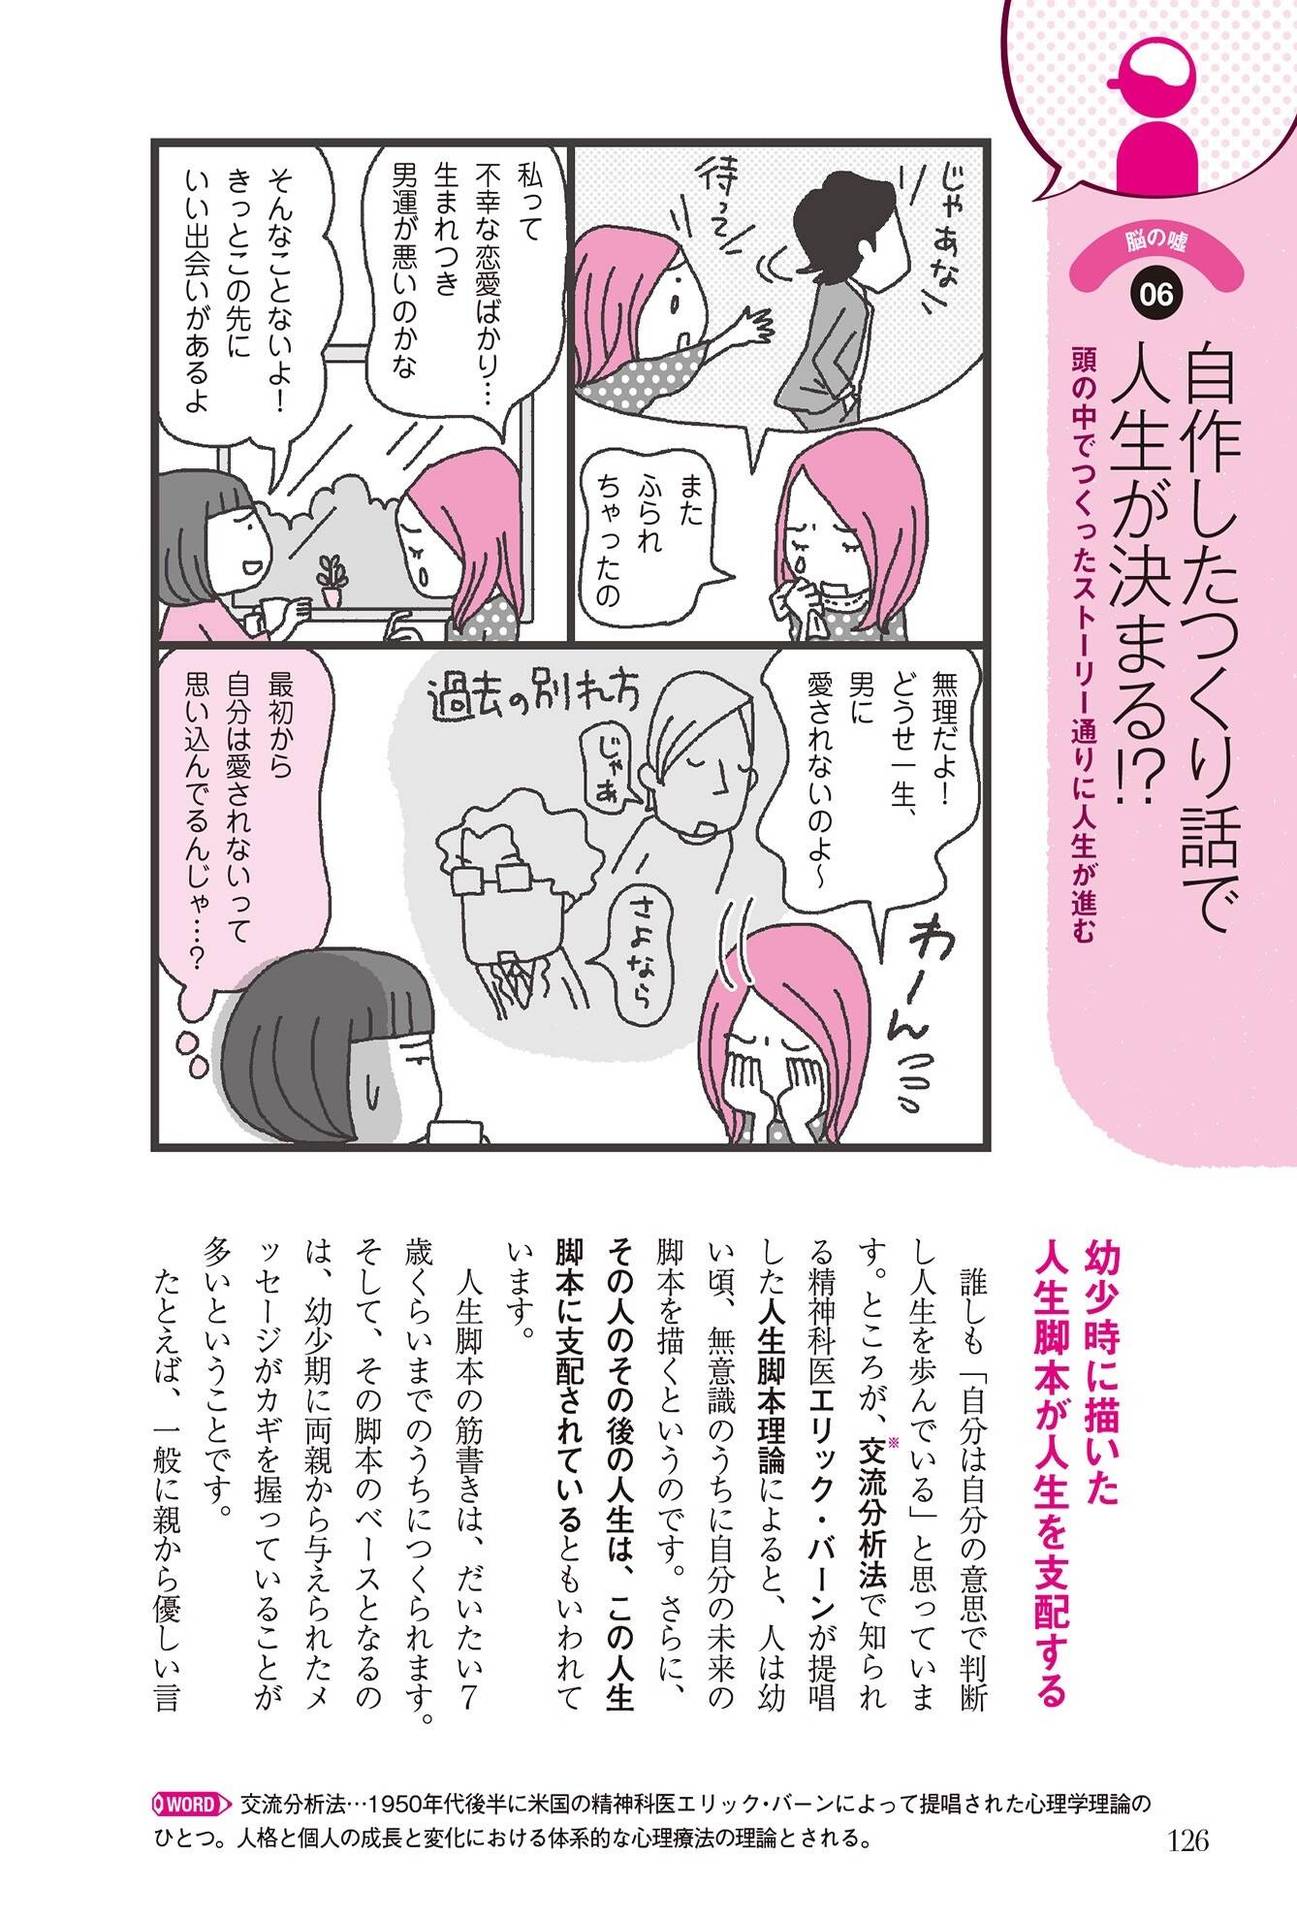 脳の嘘
06
自作したつくり話で
人生が決まる!?
頭の中でつくったストーリー通りに人生が進む
じゃあな
待って
また
ふられ
ちゃったの
私って
不幸な恋愛ばかり…
生まれつき
男運が悪いのかな
そんなことないよ！
きっとこの先に
いい出会いがあるよ
無理だよ！
どうせ一生、
男に
愛されないのよ〜
わーん
過去の別れ方
じゃあ
さよなら
最初から
自分は愛されないって
思い込んでるんじゃ…？
幼少時に描いた
人生脚本が人生を支配する
誰しも「自分は自分の意思で判断
し人生を歩んでいる」と思っていま
す。ところが、交流分析法※で知られ
る精神科医エリック・バーンが提唱
した人生脚本理論によると、人は幼
い頃、無意識のうちに自分の未来の
脚本を描くというのです。さらに、
その人のその後の人生は、この人生
脚本に支配されているともいわれて
います。
人生脚本の筋書きは、だいたい7
歳くらいまでのうちにつくられます。
そして、その脚本のベースとなるの
は、幼少期に両親から与えられたメ
ッセージがカギを握っていることが
多いということです。
たとえば、一般に親から優しい言
WORD 交流分析法…1950年代後半に米国の精神科医エリック・バーンによって提唱された心理学理論の
ひとつ。人格と個人の成長と変化における体系的な心理療法の理論とされる。
126